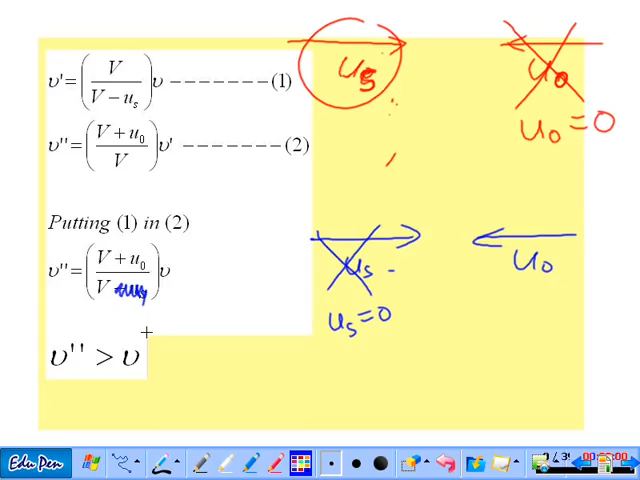 υ' = (V / (V − u_s)) υ −−−−−−−(1)
υ'' = ((V + u_0) / V) υ' −−−−−−−(2)
Putting (1) in (2)
υ'' = ((V + u_0) / V) υ
υ'' > υ
u_s
u_0
u_0 = 0
u_s
u_0
u_s = 0
Edu Pen